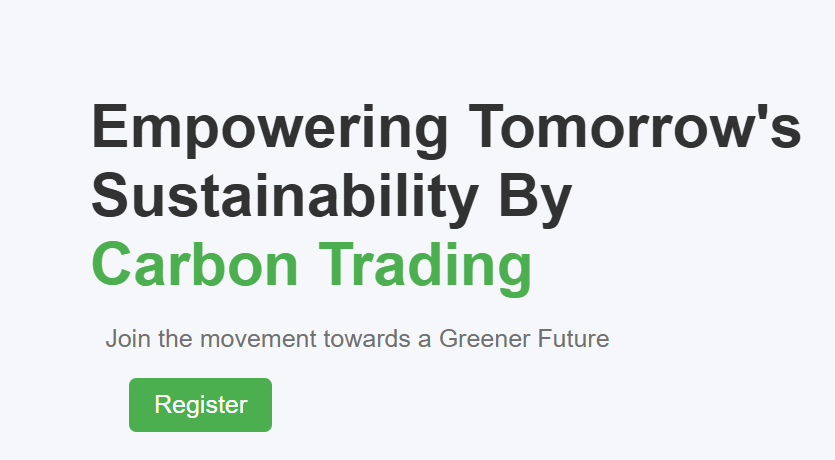 Empowering Tomorrow's
Sustainability By
Carbon Trading
Join the movement towards a Greener Future
Register